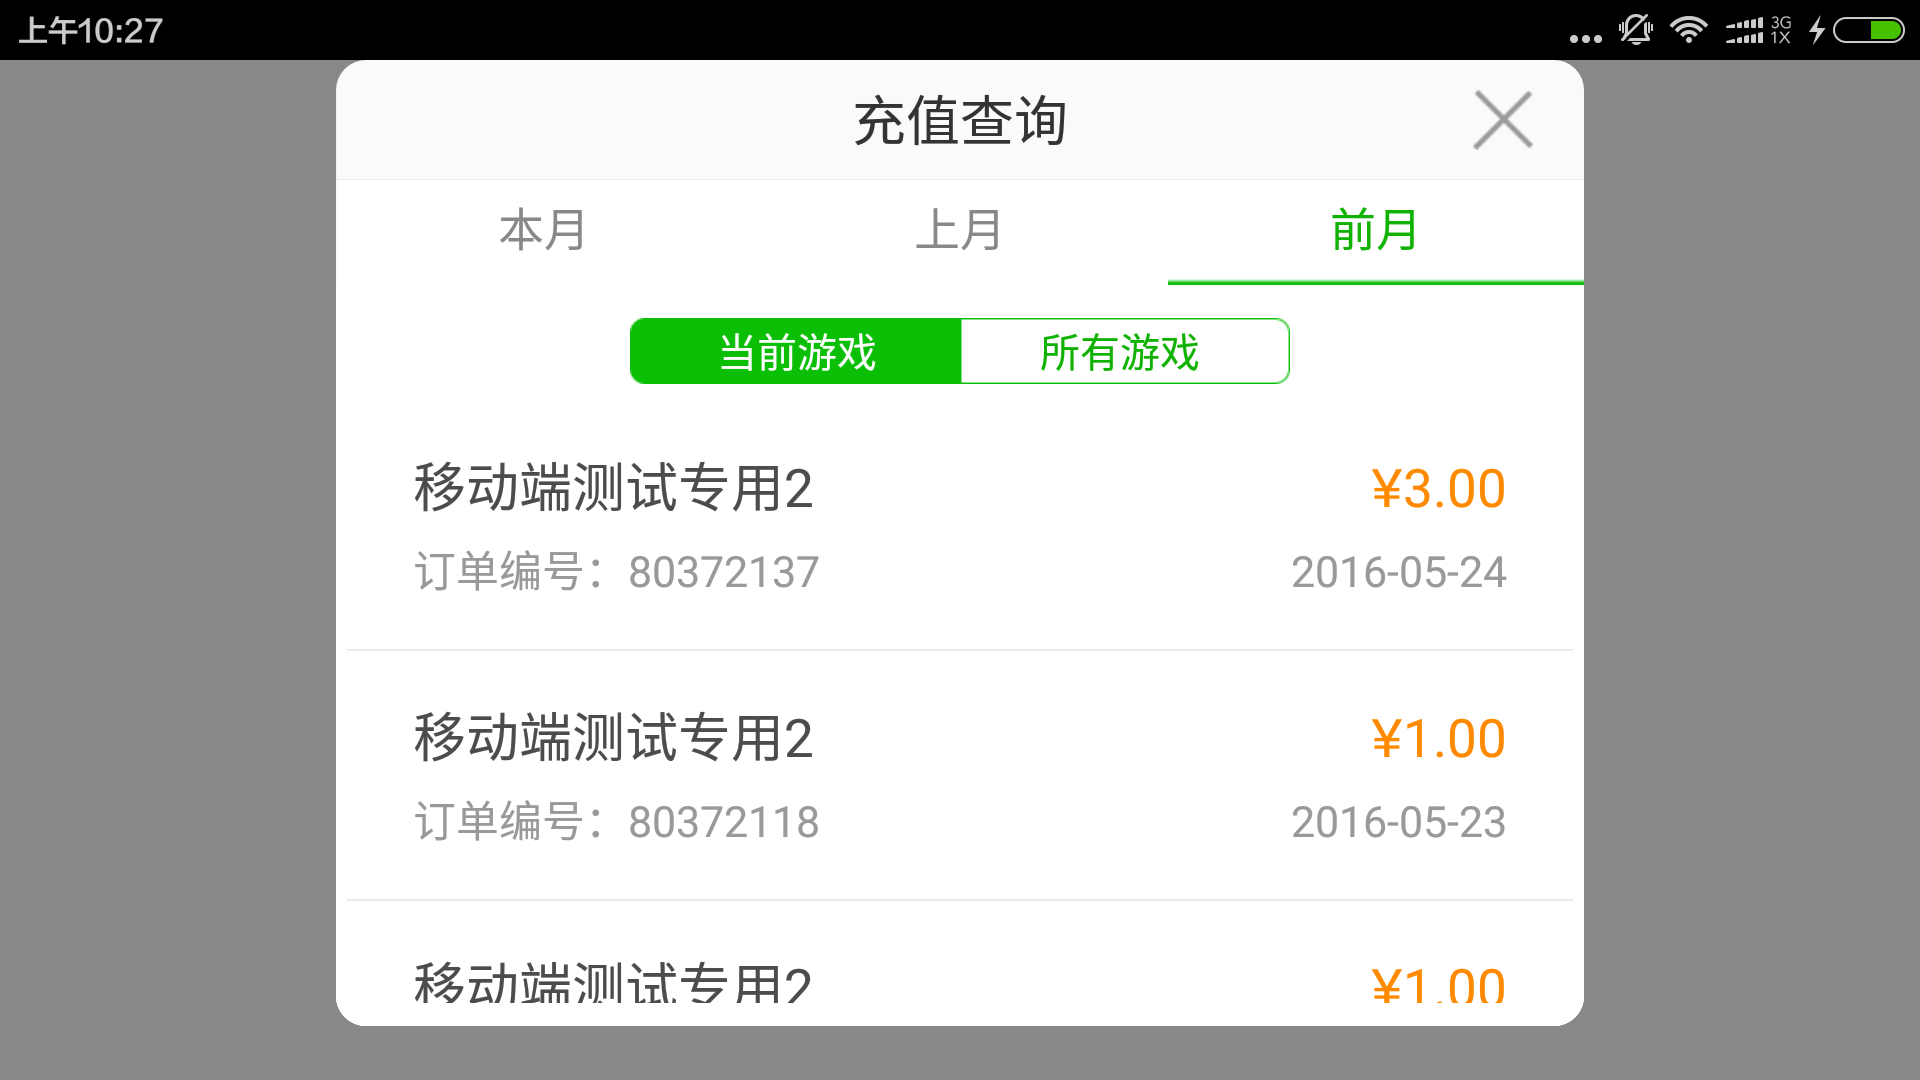 上午10:27
3G
1X
充值查询
本月 上月 前月
当前游戏 所有游戏
移动端测试专用2 ¥3.00
订单编号：80372137 2016-05-24
移动端测试专用2 ¥1.00
订单编号：80372118 2016-05-23
移动端测试专用2 ¥1.00